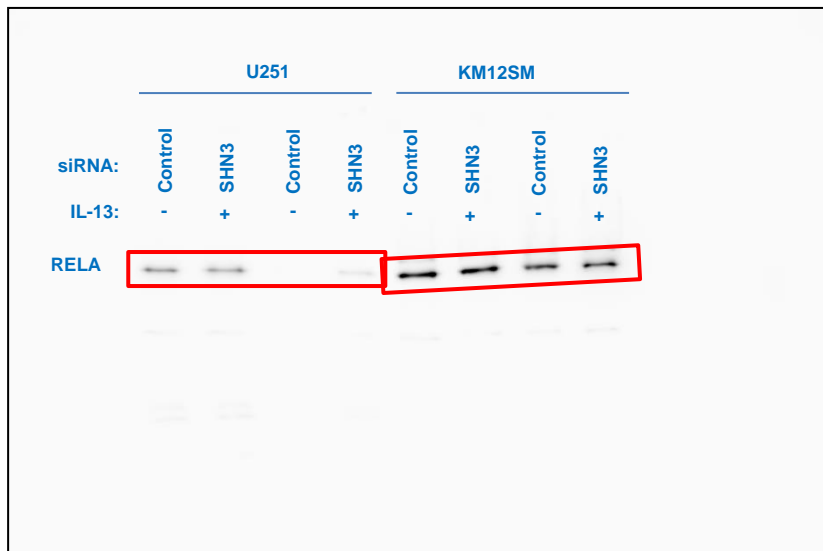 U251 KM12SM
siRNA: Control SHN3 Control SHN3 Control SHN3 Control SHN3
IL-13: - + - + - + - +
RELA